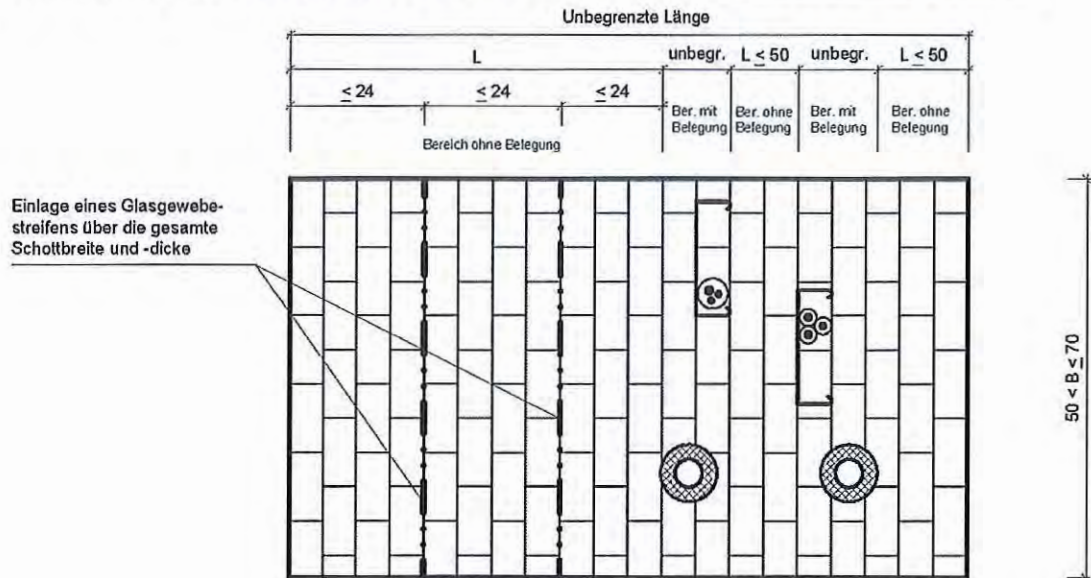 Unbegrenzte Länge
L
unbegr.
L ≤ 50
unbegr.
L ≤ 50
≤ 24
≤ 24
≤ 24
Ber. mit
Belegung
Ber. ohne
Belegung
Ber. mit
Belegung
Ber. ohne
Belegung
Bereich ohne Belegung
Einlage eines Glasgewebe-
streifens über die gesamte
Schottbreite und -dicke
50 < B ≤ 70